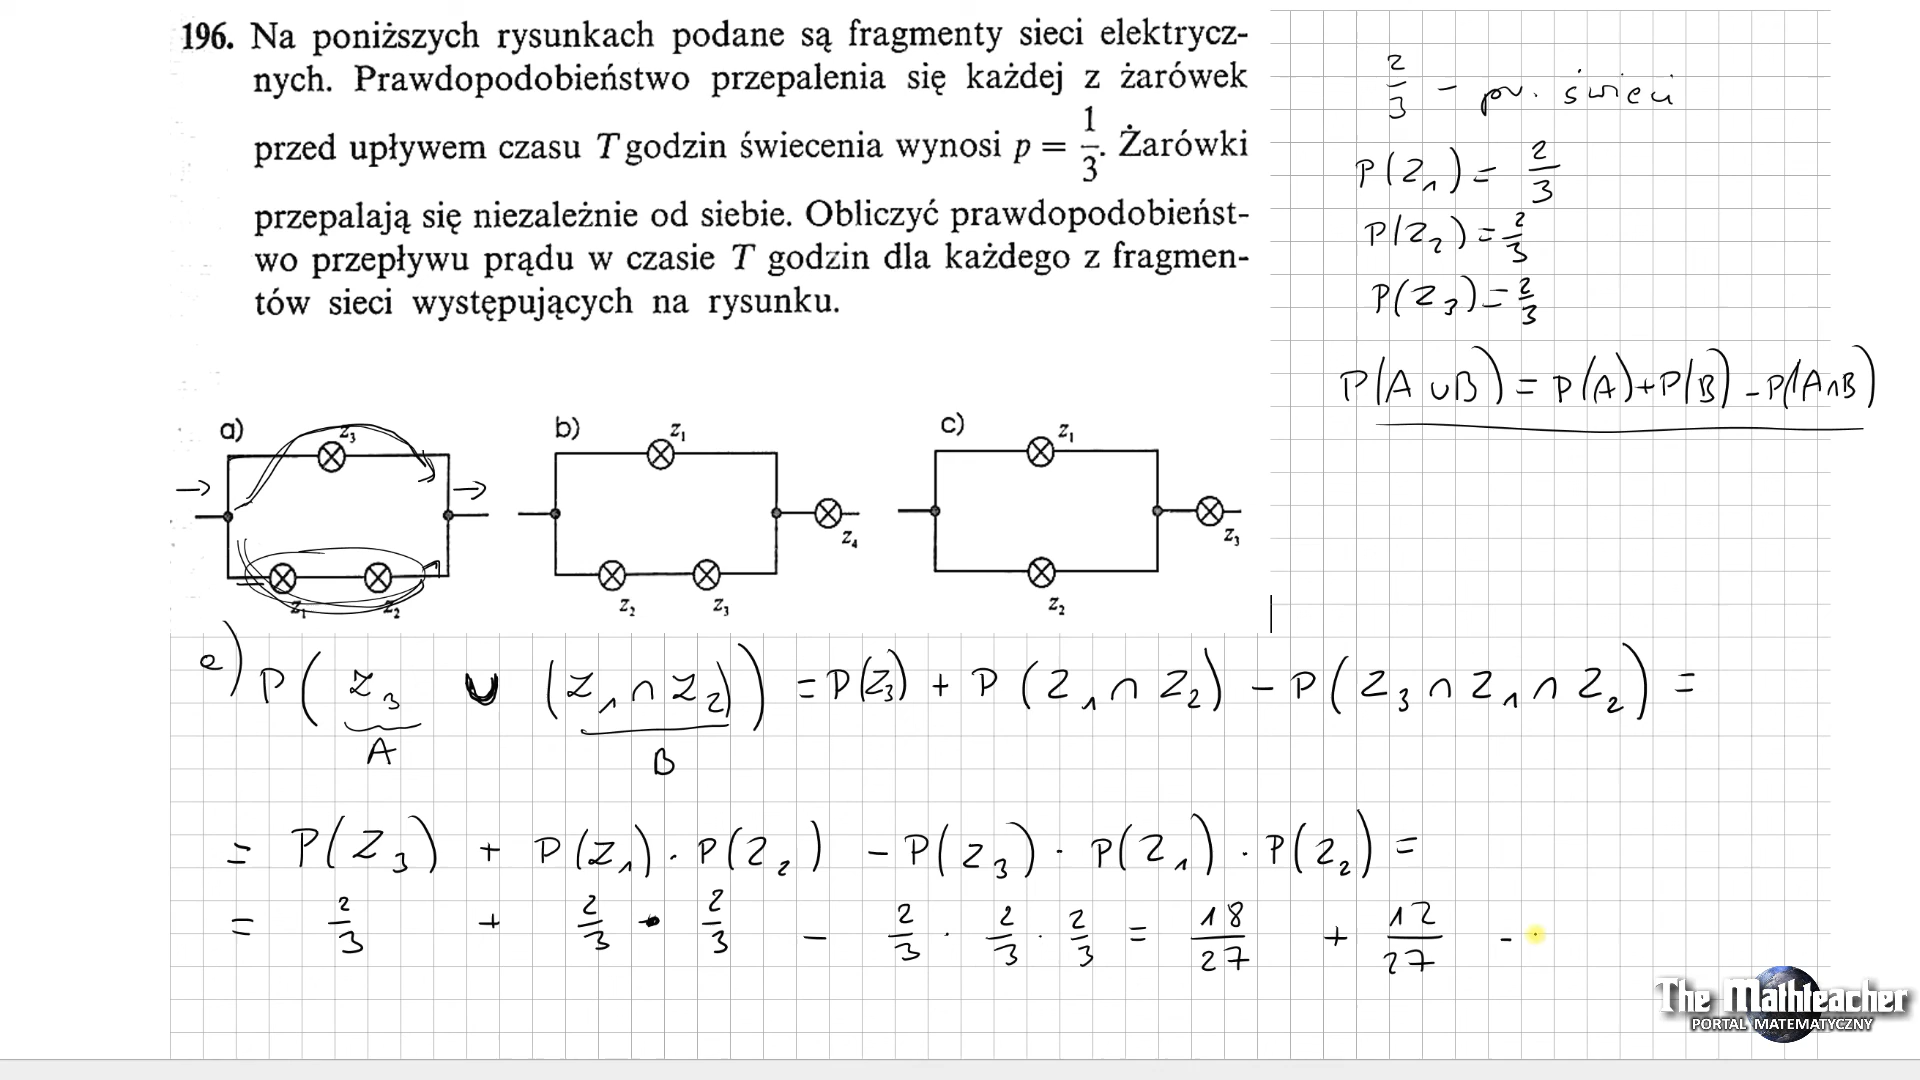 196. Na poniższych rysunkach podane są fragmenty sieci elektrycz-
nych. Prawdopodobieństwo przepalenia się każdej z żarówek
przed upływem czasu T godzin świecenia wynosi p = 1/3. Żarówki
przepalają się niezależnie od siebie. Obliczyć prawdopodobieńst-
wo przepływu prądu w czasie T godzin dla każdego z fragmen-
tów sieci występujących na rysunku.
2/3 - pr. świeci
P(Z₁) = 2/3
P(Z₂) = 2/3
P(Z₃) = 2/3
P(A ∪ B) = P(A) + P(B) - P(A∩B)
a) z₃ z₁ z₂
b) z₁ z₂ z₃ z₄
c) z₁ z₂ z₃
a) P(Z₃ ∪ (Z₁ ∩ Z₂)) = P(Z₃) + P(Z₁ ∩ Z₂) - P(Z₃ ∩ Z₁ ∩ Z₂) =
A B
= P(Z₃) + P(Z₁) · P(Z₂) - P(Z₃) · P(Z₁) · P(Z₂) =
= 2/3 + 2/3 · 2/3 - 2/3 · 2/3 · 2/3 = 18/27 + 12/27 -
The Mathteacher
PORTAL MATEMATYCZNY